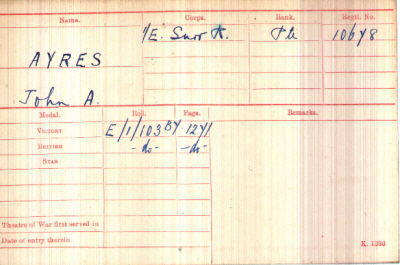 Name. Corps. Rank. Regtl. No.
AYRES 1/E. Surr R. Pte 10678
John A.
Medal. Roll. Page. Remarks.
VICTORY E/1/103 B7 1271
BRITISH -do- -do-
STAR
Theatre of War first served in
Date of entry therein
K. 1380